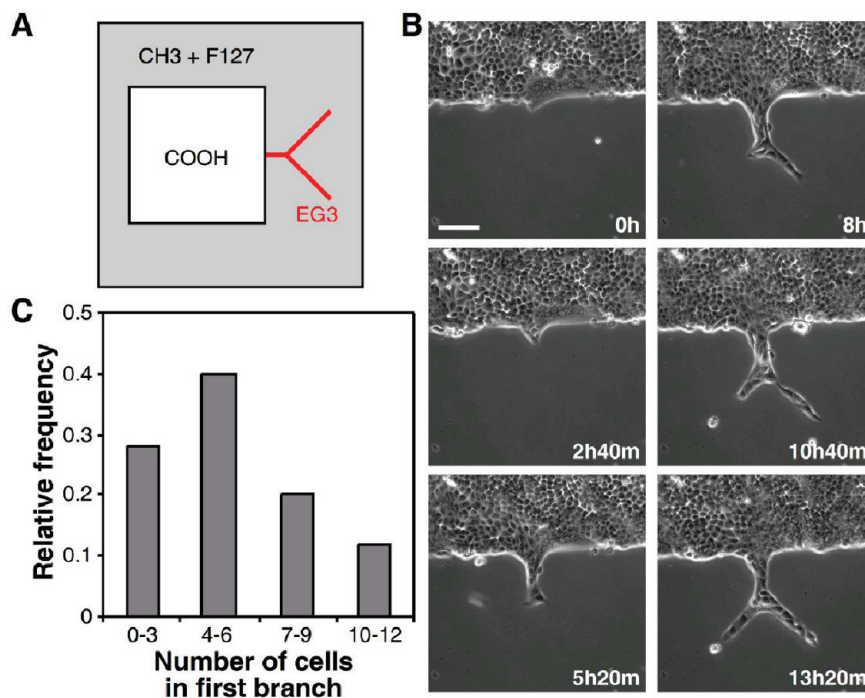 A
CH3 + F127
COOH
EG3
B
0h
8h
2h40m
10h40m
5h20m
13h20m
C
Relative frequency
0.5
0.4
0.3
0.2
0.1
0
0-3 4-6 7-9 10-12
Number of cells
in first branch